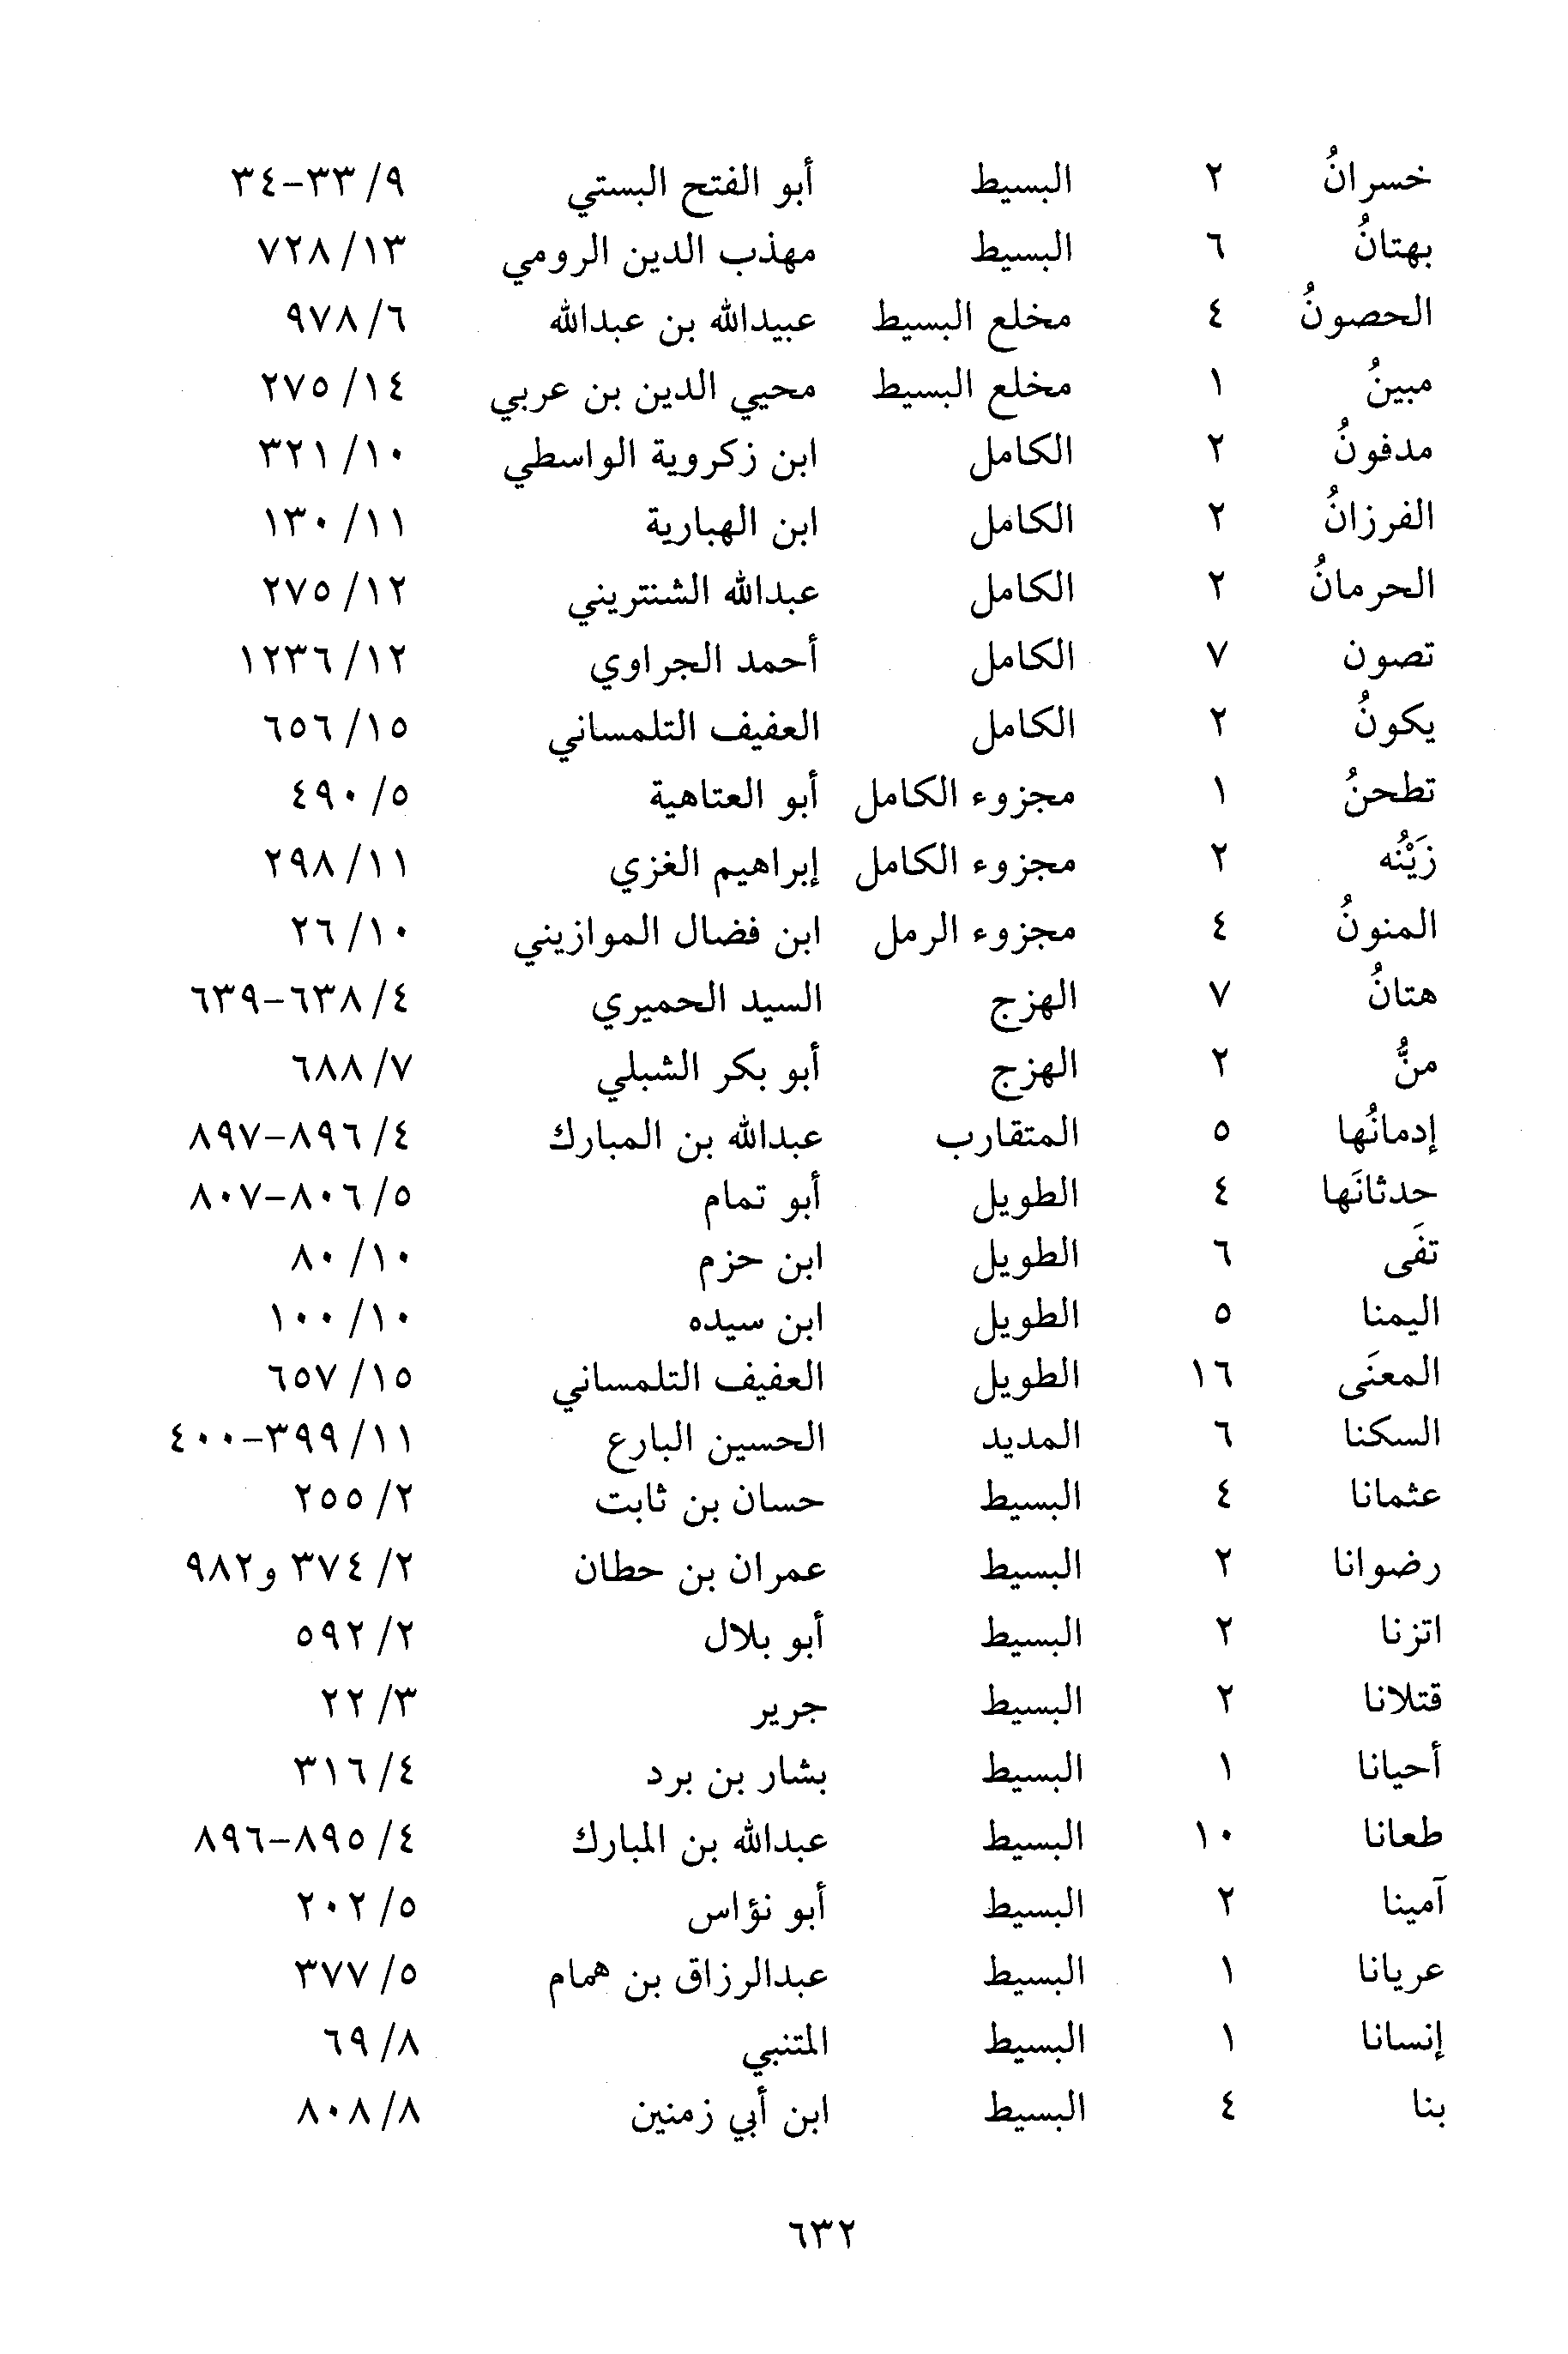 خسرانُ ٢ البسيط أبو الفتح البستي ٩/ ٣٣-٣٤
بهتانُ ٦ البسيط مهذب الدين الرومي ١٣/ ٧٢٨
الحصونُ ٤ مخلع البسيط عبيدالله بن عبدالله ٦/ ٩٧٨
مبينُ ١ مخلع البسيط محيي الدين بن عربي ١٤/ ٢٧٥
مدفونُ ٢ الكامل ابن زكروية الواسطي ١٠/ ٣٢١
الفرزانُ ٢ الكامل ابن الهبارية ١١/ ١٣٠
الحرمانُ ٢ الكامل عبدالله الشنتريني ١٢/ ٢٧٥
تصون ٧ الكامل أحمد الجراوي ١٢/ ١٢٣٦
يكونُ ٢ الكامل العفيف التلمساني ١٥/ ٦٥٦
تطحنُ ١ مجزوء الكامل أبو العتاهية ٥/ ٤٩٠
زَيْنُه ٢ مجزوء الكامل إبراهيم الغزي ١١/ ٢٩٨
المنونُ ٤ مجزوء الرمل ابن فضال الموازيني ١٠/ ٢٦
هتانُ ٧ الهزج السيد الحميري ٤/ ٦٣٨-٦٣٩
منُّ ٢ الهزج أبو بكر الشبلي ٧/ ٦٨٨
إدمانُها ٥ المتقارب عبدالله بن المبارك ٤/ ٨٩٦-٨٩٧
حدثانَها ٤ الطويل أبو تمام ٥/ ٨٠٦-٨٠٧
تفَى ٦ الطويل ابن حزم ١٠/ ٨٠
اليمنا ٥ الطويل ابن سيده ١٠/ ١٠٠
المعنَى ١٦ الطويل العفيف التلمساني ١٥/ ٦٥٧
السكنا ٦ المديد الحسين البارع ١١/ ٣٩٩-٤٠٠
عثمانا ٤ البسيط حسان بن ثابت ٢/ ٢٥٥
رضوانا ٢ البسيط عمران بن حطان ٢/ ٣٧٤ و٩٨٢
اتزنا ٢ البسيط أبو بلال ٢/ ٥٩٢
قتلانا ٢ البسيط جرير ٣/ ٢٢
أحيانا ١ البسيط بشار بن برد ٤/ ٣١٦
طعانا ١٠ البسيط عبدالله بن المبارك ٤/ ٨٩٥-٨٩٦
آمينا ٢ البسيط أبو نؤاس ٥/ ٢٠٢
عريانا ١ البسيط عبدالرزاق بن همام ٥/ ٣٧٧
إنسانا ١ البسيط المتنبي ٨/ ٦٩
بنا ٤ البسيط ابن أبي زمنين ٨/ ٨٠٨
٦٣٢